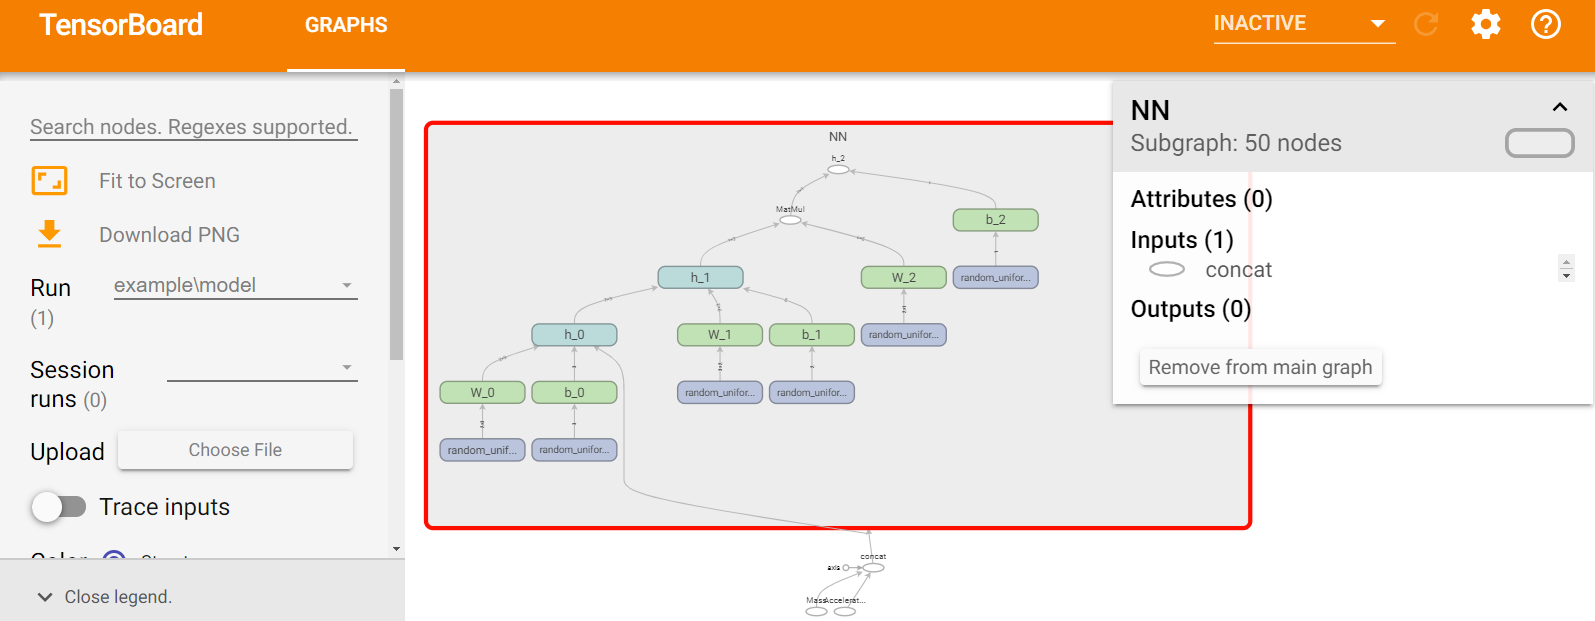 TensorBoard
GRAPHS
INACTIVE
Search nodes. Regexes supported.
Fit to Screen
Download PNG
Run
(1)
example\model
Session
runs (0)
Upload
Choose File
Trace inputs
Close legend.
NN
h_2
MatMul
b_2
h_1
W_2
random_unifor...
h_0
W_1
b_1
random_unifor...
W_0
b_0
random_unifor...
random_unifor...
random_unif...
random_unifor...
concat
axis
Mass
Accelerat...
NN
Subgraph: 50 nodes
Attributes (0)
Inputs (1)
concat
Outputs (0)
Remove from main graph